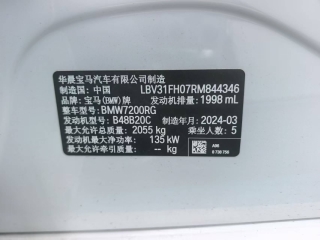 华晨宝马汽车有限公司制造
制造国：中国 LBV31FH07RM844346
品牌：宝马(BMW)牌 发动机排量：1998 mL
整车型号：BMW7200RG
发动机型号：B48B20C 制造年月：2024-03
最大允许总质量：2055 kg 乘坐人数：5
发动机最大净功率：135 kW
最大允许牵引质量：-- kg